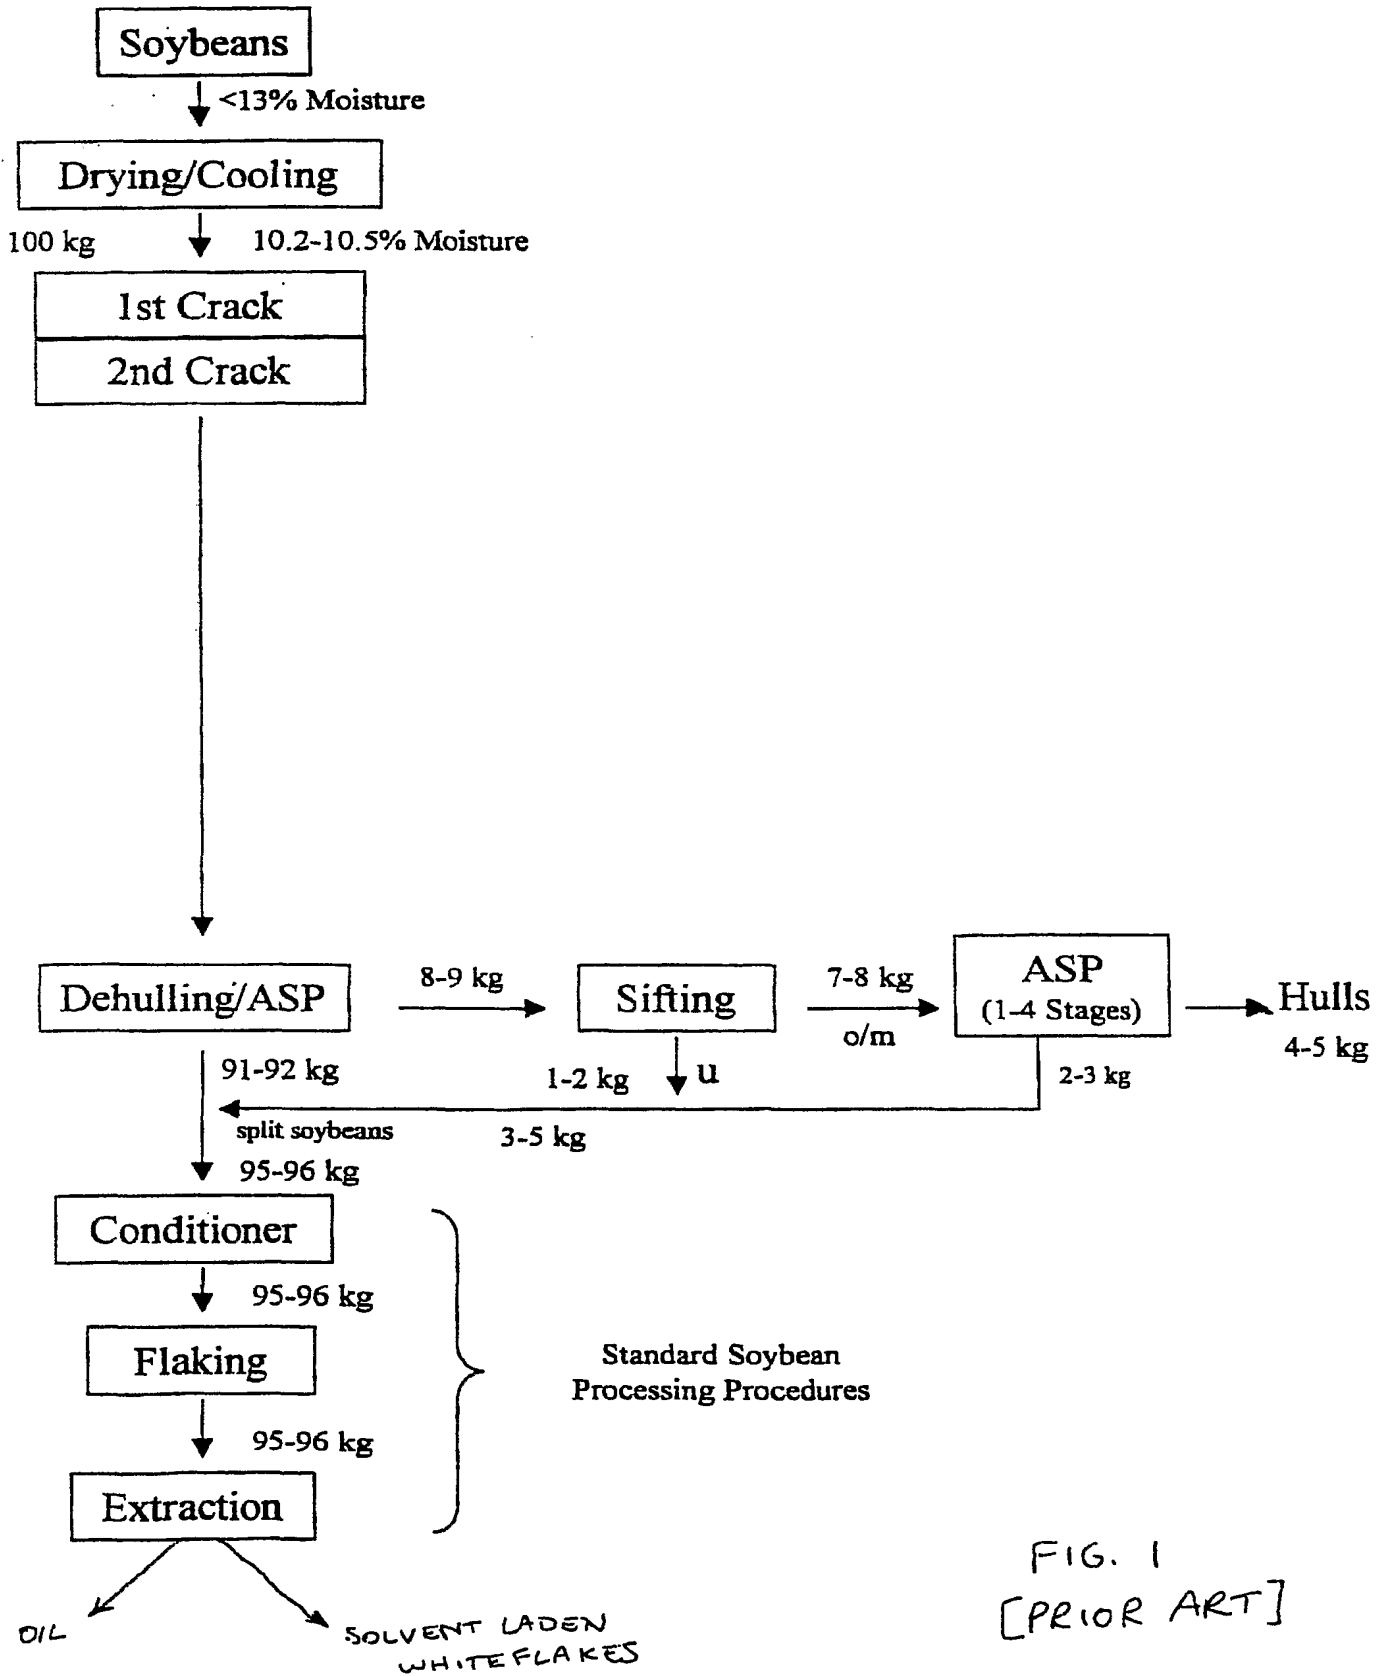 Soybeans
<13% Moisture
Drying/Cooling
100 kg
10.2-10.5% Moisture
1st Crack
2nd Crack
Dehulling/ASP
8-9 kg
Sifting
7-8 kg
o/m
ASP
(1-4 Stages)
Hulls
4-5 kg
91-92 kg
1-2 kg
u
2-3 kg
split soybeans
3-5 kg
95-96 kg
Conditioner
95-96 kg
Flaking
Standard Soybean
Processing Procedures
95-96 kg
Extraction
OIL
SOLVENT LADEN
WHITEFLAKES
FIG. 1
[PRIOR ART]